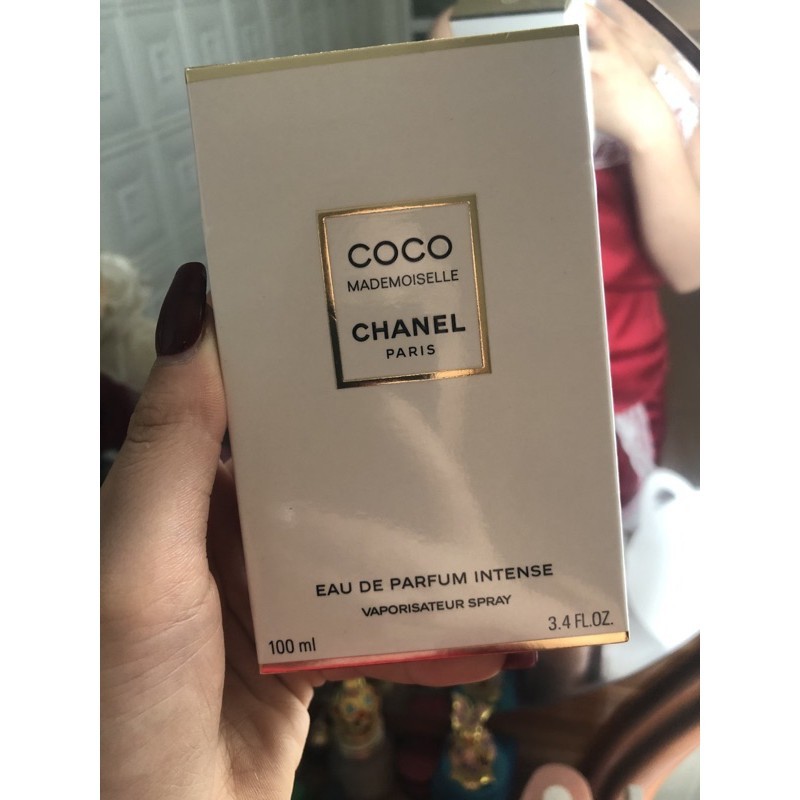 COCO
MADEMOISELLE
CHANEL
PARIS
EAU DE PARFUM INTENSE
VAPORISATEUR SPRAY
100 ml
3.4 FL.OZ.